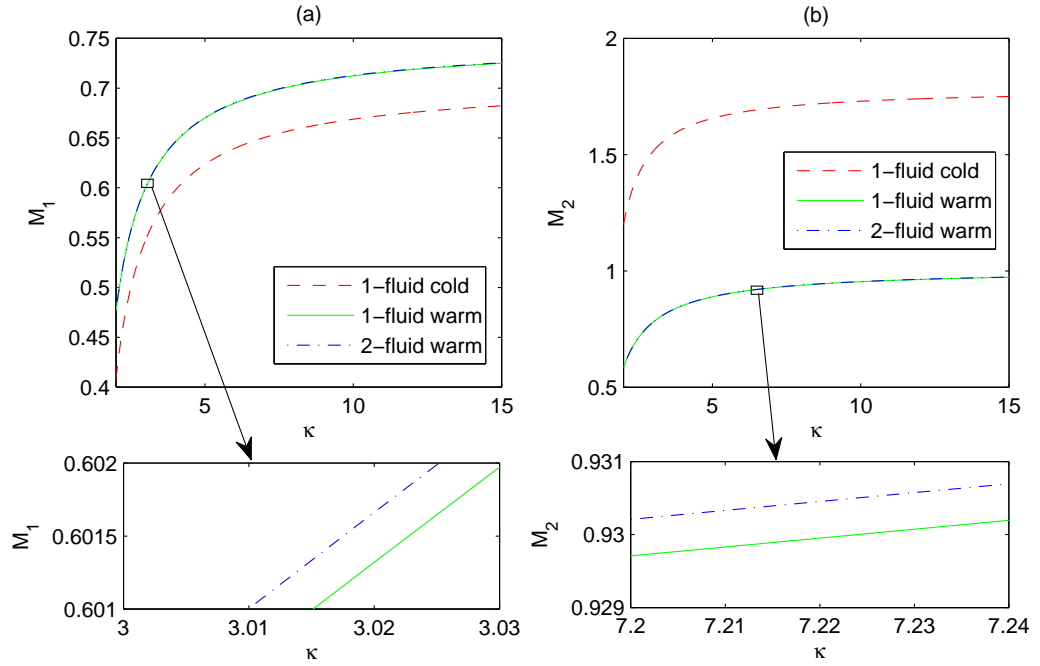 (a)
0.75
0.7
0.65
0.6
0.55
0.5
0.45
0.4
M1
5
10
15
κ
1−fluid cold
1−fluid warm
2−fluid warm
(b)
2
1.5
1
0.5
M2
5
10
15
κ
1−fluid cold
1−fluid warm
2−fluid warm
0.602
0.6015
0.601
M1
3
3.01
3.02
3.03
κ
0.931
0.93
0.929
M2
7.2
7.21
7.22
7.23
7.24
κ